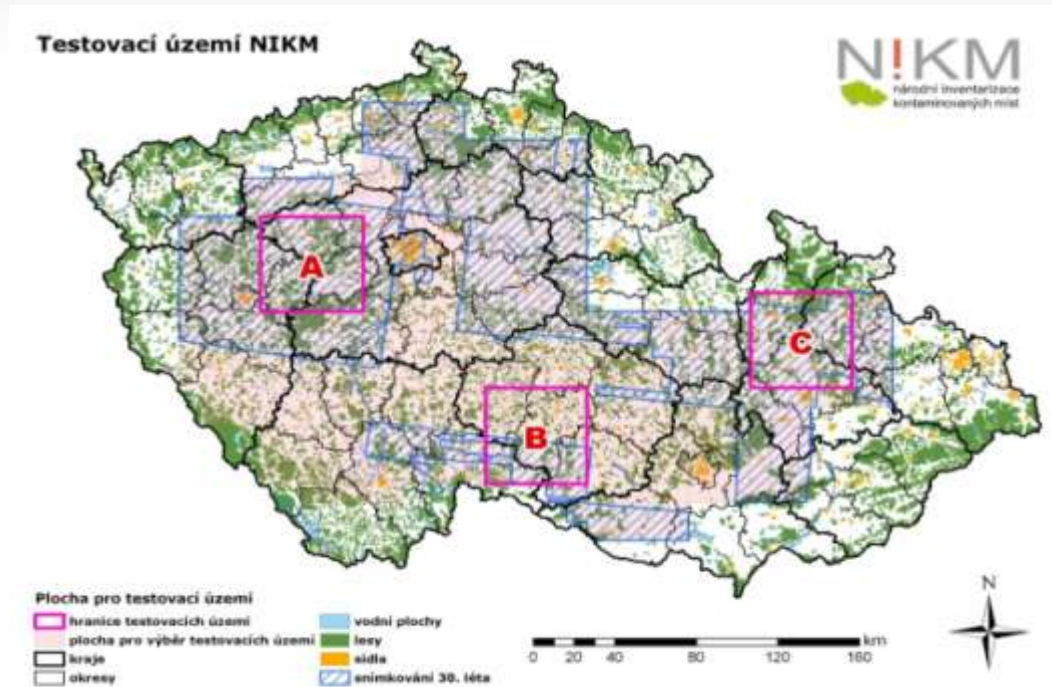 Testovací území NIKM
N!KM
národní inventarizace
kontaminovaných míst
A
B
C
Plocha pro testovací území
hranice testovacích území
plocha pro výběr testovacích území
kraje
okresy
vodní plochy
lesy
sídla
snímkování 30. léta
0 20 40 80 120 160 km
N